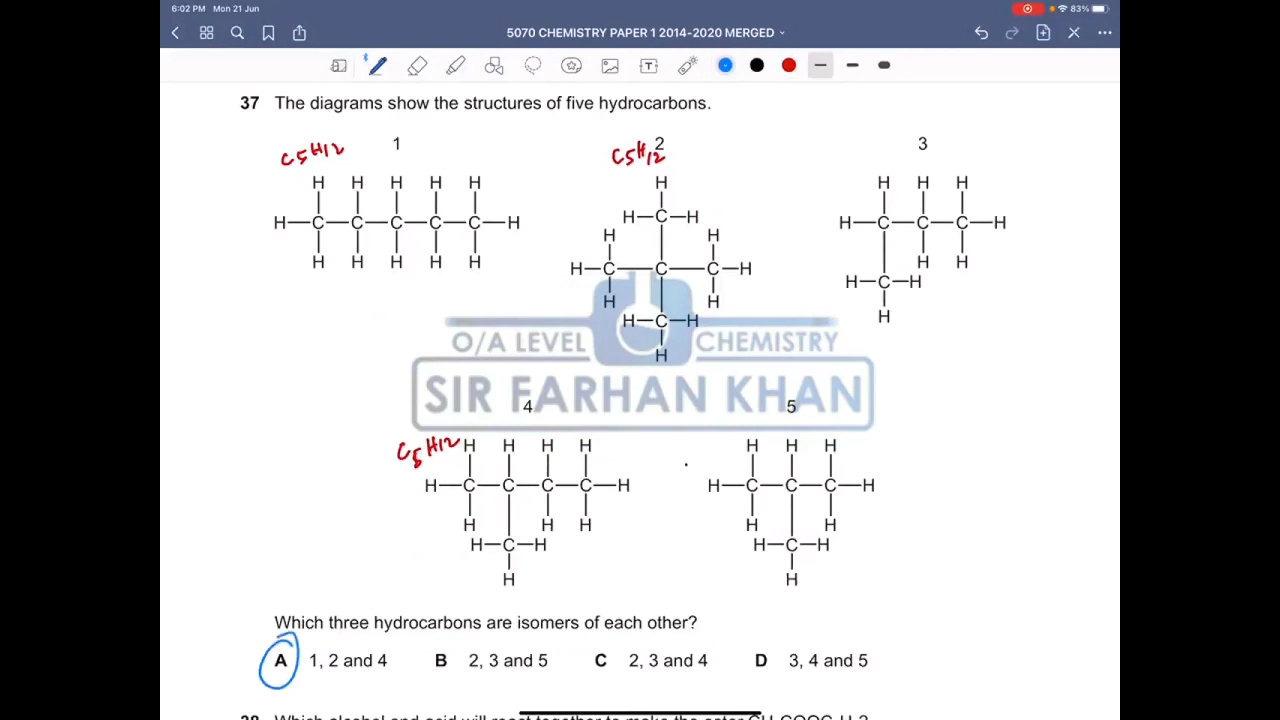 6:02 PM Mon 21 Jun
83%
5070 CHEMISTRY PAPER 1 2014-2020 MERGED
T
37 The diagrams show the structures of five hydrocarbons.
C5H12 1 C5H12 2 3
H H H H H
H C C C C C H
H H H H H
H
H C H
H H
H C C C H
H H
H C H
H
H H H
H C C C H
H H
H C H
H
O/A LEVEL CHEMISTRY
SIR FARHAN KHAN
4 5
C5H12
H H H H
H C C C C H
H H H
H C H
H
H H H
H C C C H
H H
H C H
H
Which three hydrocarbons are isomers of each other?
A 1, 2 and 4 B 2, 3 and 5 C 2, 3 and 4 D 3, 4 and 5